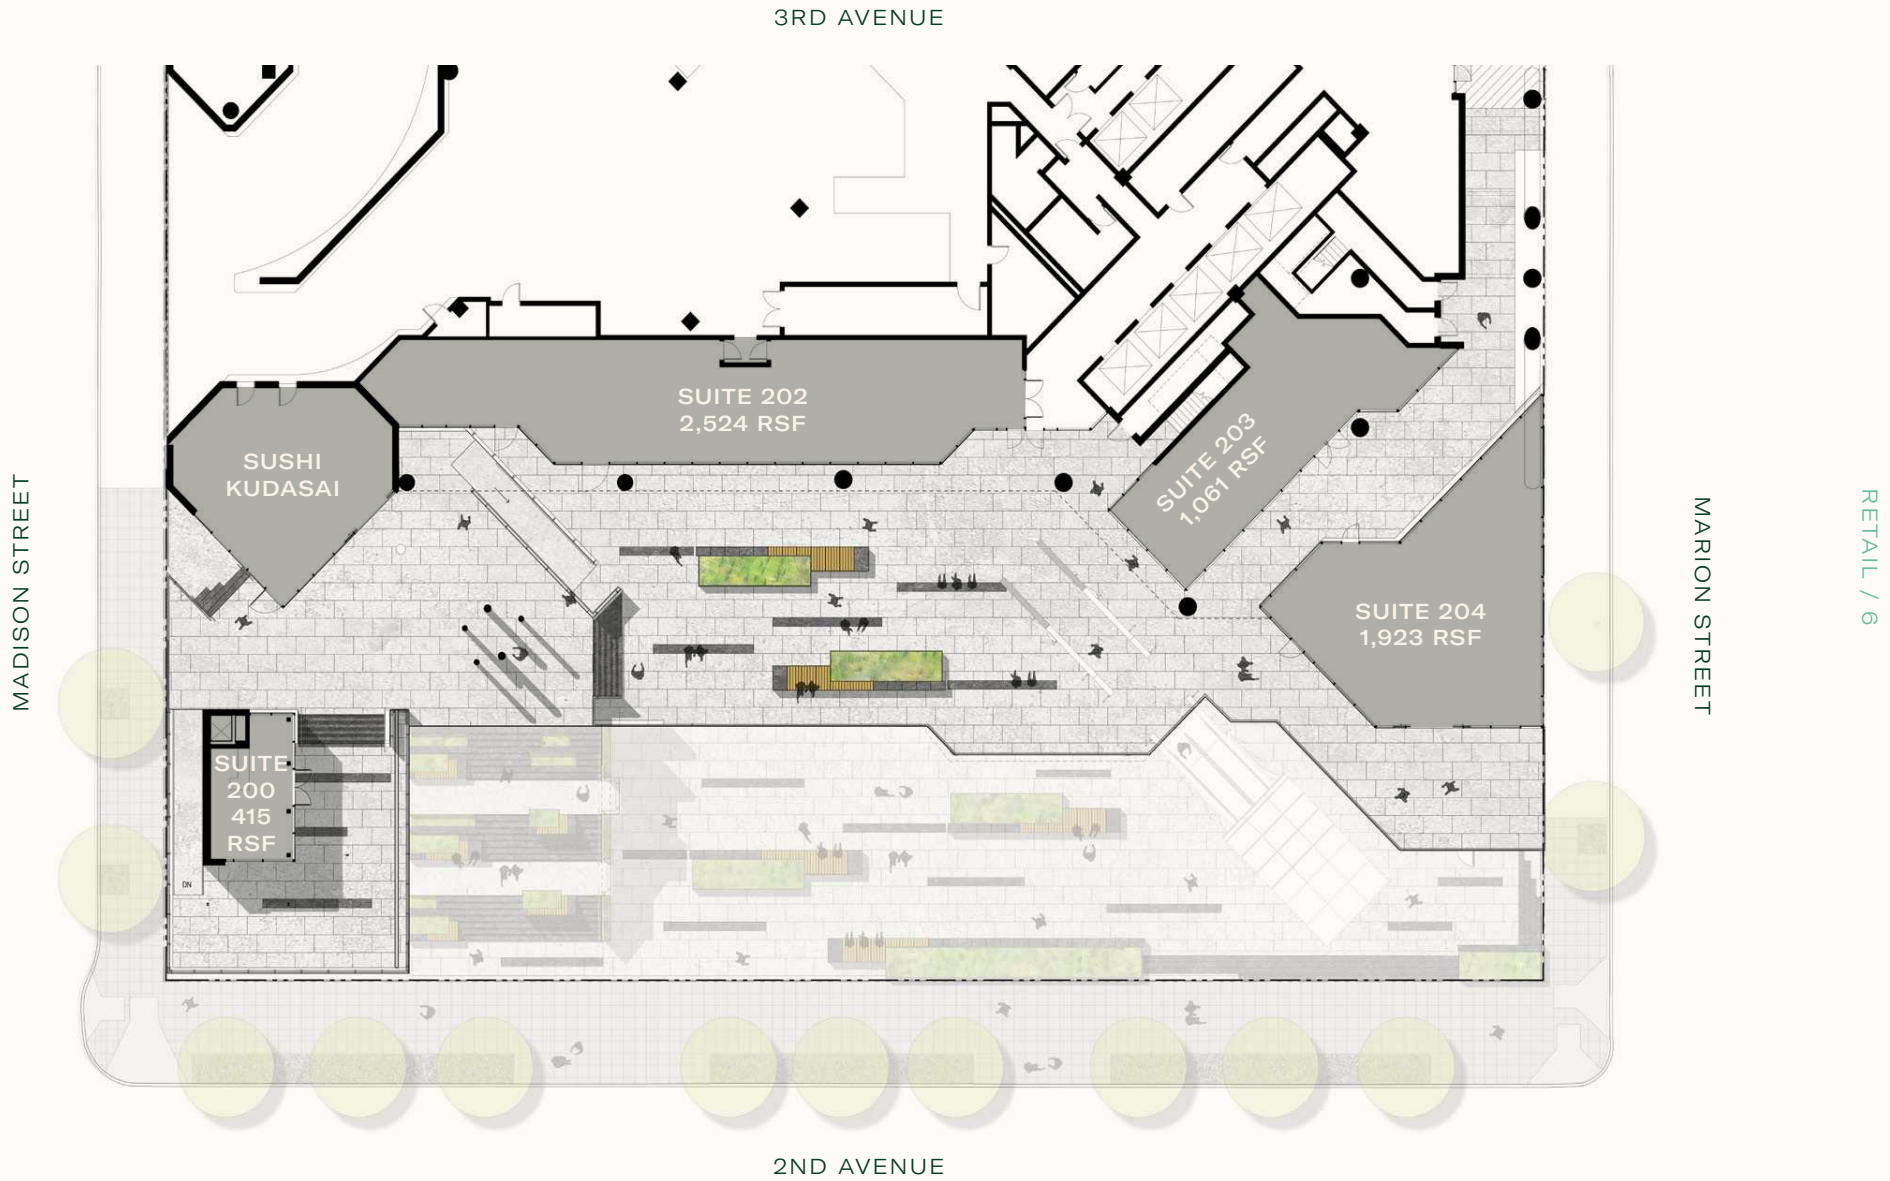 3RD AVENUE
SUITE 202
2,524 RSF
SUSHI
KUDASAI
SUITE 203
1,061 RSF
SUITE 204
1,923 RSF
MADISON STREET
MARION STREEET
RETAIL / 6
SUITE
200
415
RSF
DN
2ND AVENUE